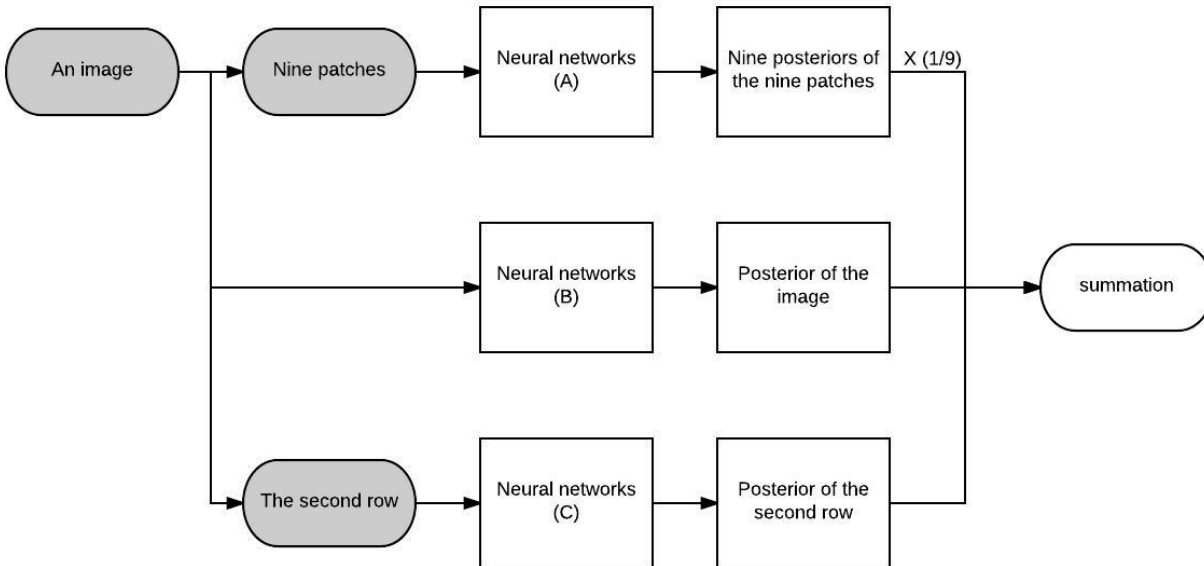 An image
Nine patches
Neural networks
(A)
Nine posteriors of
the nine patches
X (1/9)
Neural networks
(B)
Posterior of the
image
summation
The second row
Neural networks
(C)
Posterior of the
second row